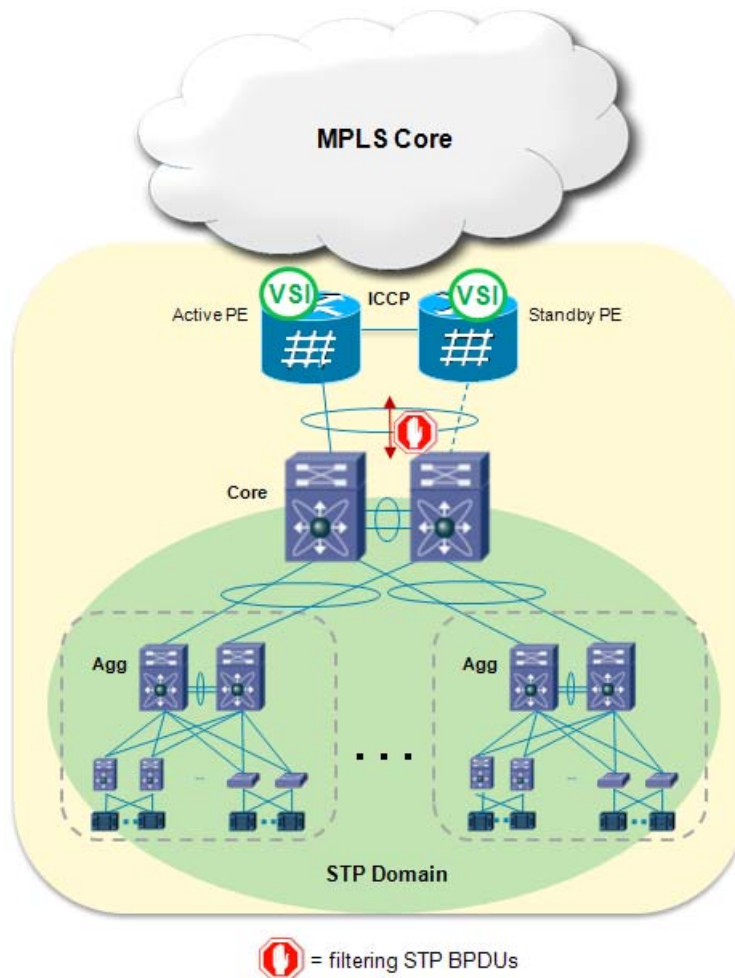 MPLS Core
VSI
ICCP
VSI
Active PE
Standby PE
Core
Agg
Agg
...
...
...
STP Domain
= filtering STP BPDUs